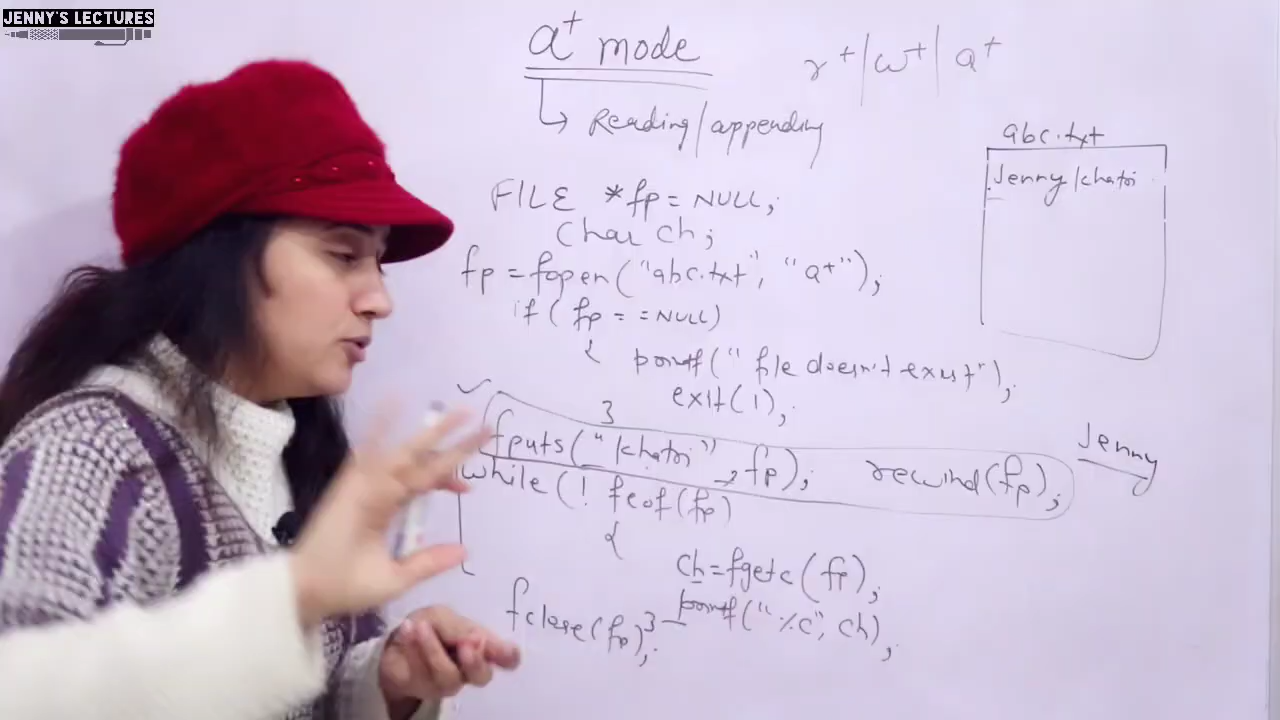 JENNY'S LECTURES
a+ mode
r+/w+/a+
Reading/appending
abc.txt
Jenny khatri
FILE *fp = NULL;
char ch;
fp = fopen("abc.txt", "a+");
if (fp == NULL)
{ printf(" file doesn't exist");
exit(1);
}
fputs("khatri", fp); rewind(fp);
Jenny
while(! feof(fp)
{
ch=fgetc(fp);
printf("%c", ch);
}
fclose(fp);